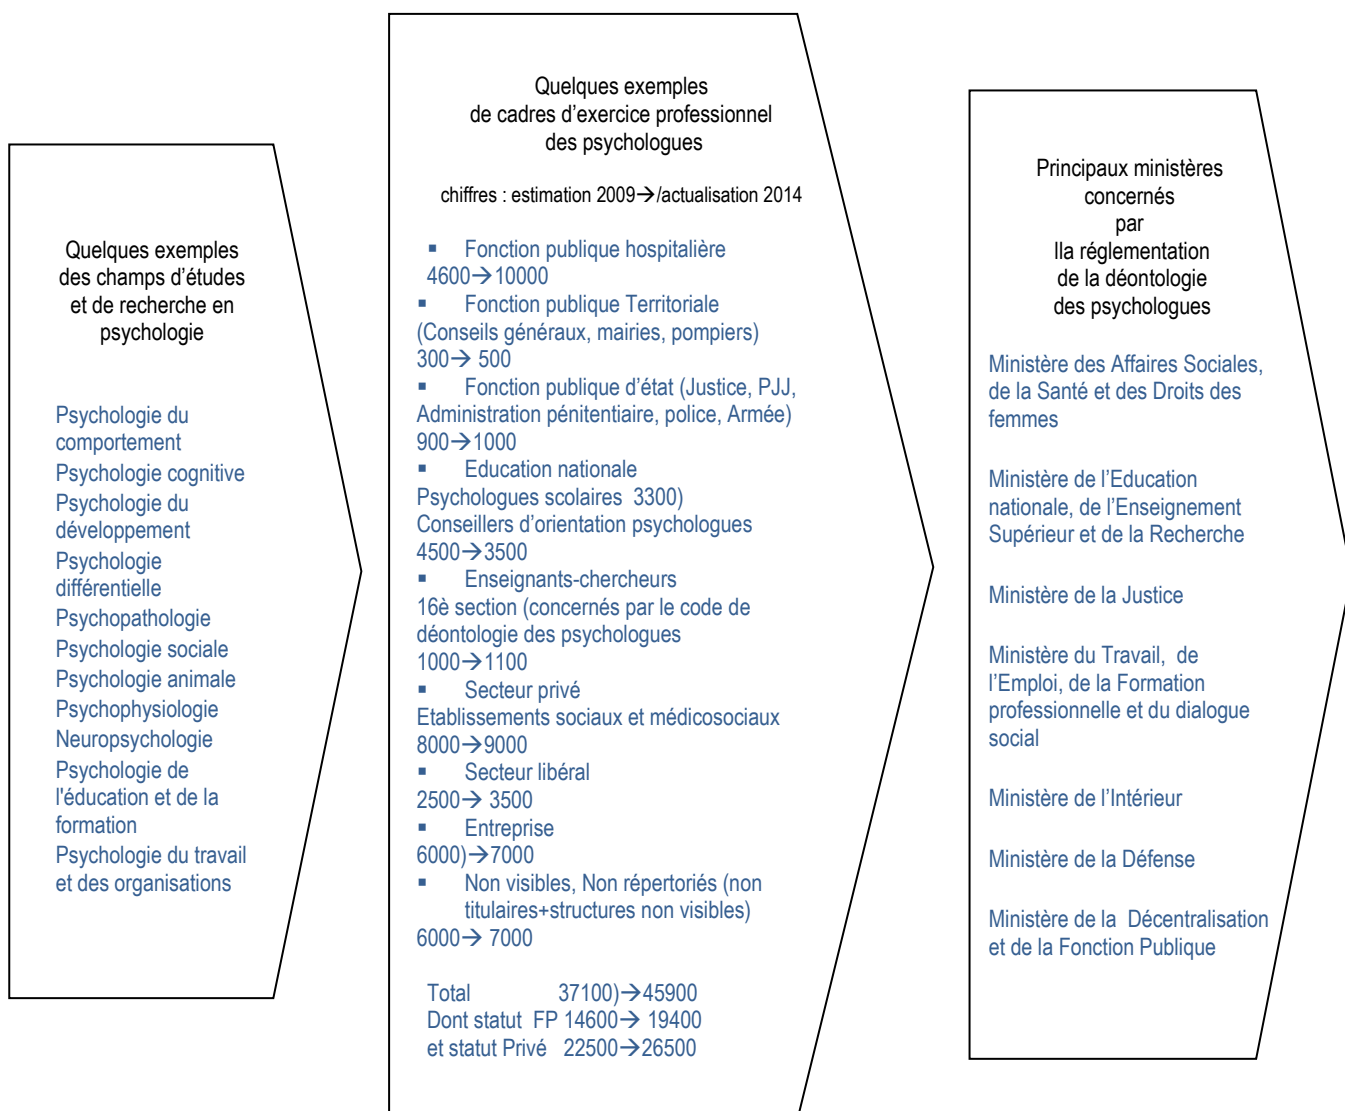 Quelques exemples
des champs d'études
et de recherche en
psychologie
Psychologie du
comportement
Psychologie cognitive
Psychologie du
développement
Psychologie
différentielle
Psychopathologie
Psychologie sociale
Psychologie animale
Psychophysiologie
Neuropsychologie
Psychologie de
l'éducation et de la
formation
Psychologie du travail
et des organisations
Quelques exemples
de cadres d'exercice professionnel
des psychologues
chiffres : estimation 2009→/actualisation 2014
▪ Fonction publique hospitalière
4600→10000
▪ Fonction publique Territoriale
(Conseils généraux, mairies, pompiers)
300→ 500
▪ Fonction publique d'état (Justice, PJJ,
Administration pénitentiaire, police, Armée)
900→1000
▪ Education nationale
Psychologues scolaires 3300)
Conseillers d'orientation psychologues
4500→3500
▪ Enseignants-chercheurs
16è section (concernés par le code de
déontologie des psychologues
1000→1100
▪ Secteur privé
Etablissements sociaux et médicosociaux
8000→9000
▪ Secteur libéral
2500→ 3500
▪ Entreprise
6000)→7000
▪ Non visibles, Non répertoriés (non
titulaires+structures non visibles)
6000→ 7000
Total 37100)→45900
Dont statut FP 14600→ 19400
et statut Privé 22500→26500
Principaux ministères
concernés
par
lla réglementation
de la déontologie
des psychologues
Ministère des Affaires Sociales,
de la Santé et des Droits des
femmes
Ministère de l'Education
nationale, de l'Enseignement
Supérieur et de la Recherche
Ministère de la Justice
Ministère du Travail, de
l'Emploi, de la Formation
professionnelle et du dialogue
social
Ministère de l'Intérieur
Ministère de la Défense
Ministère de la Décentralisation
et de la Fonction Publique